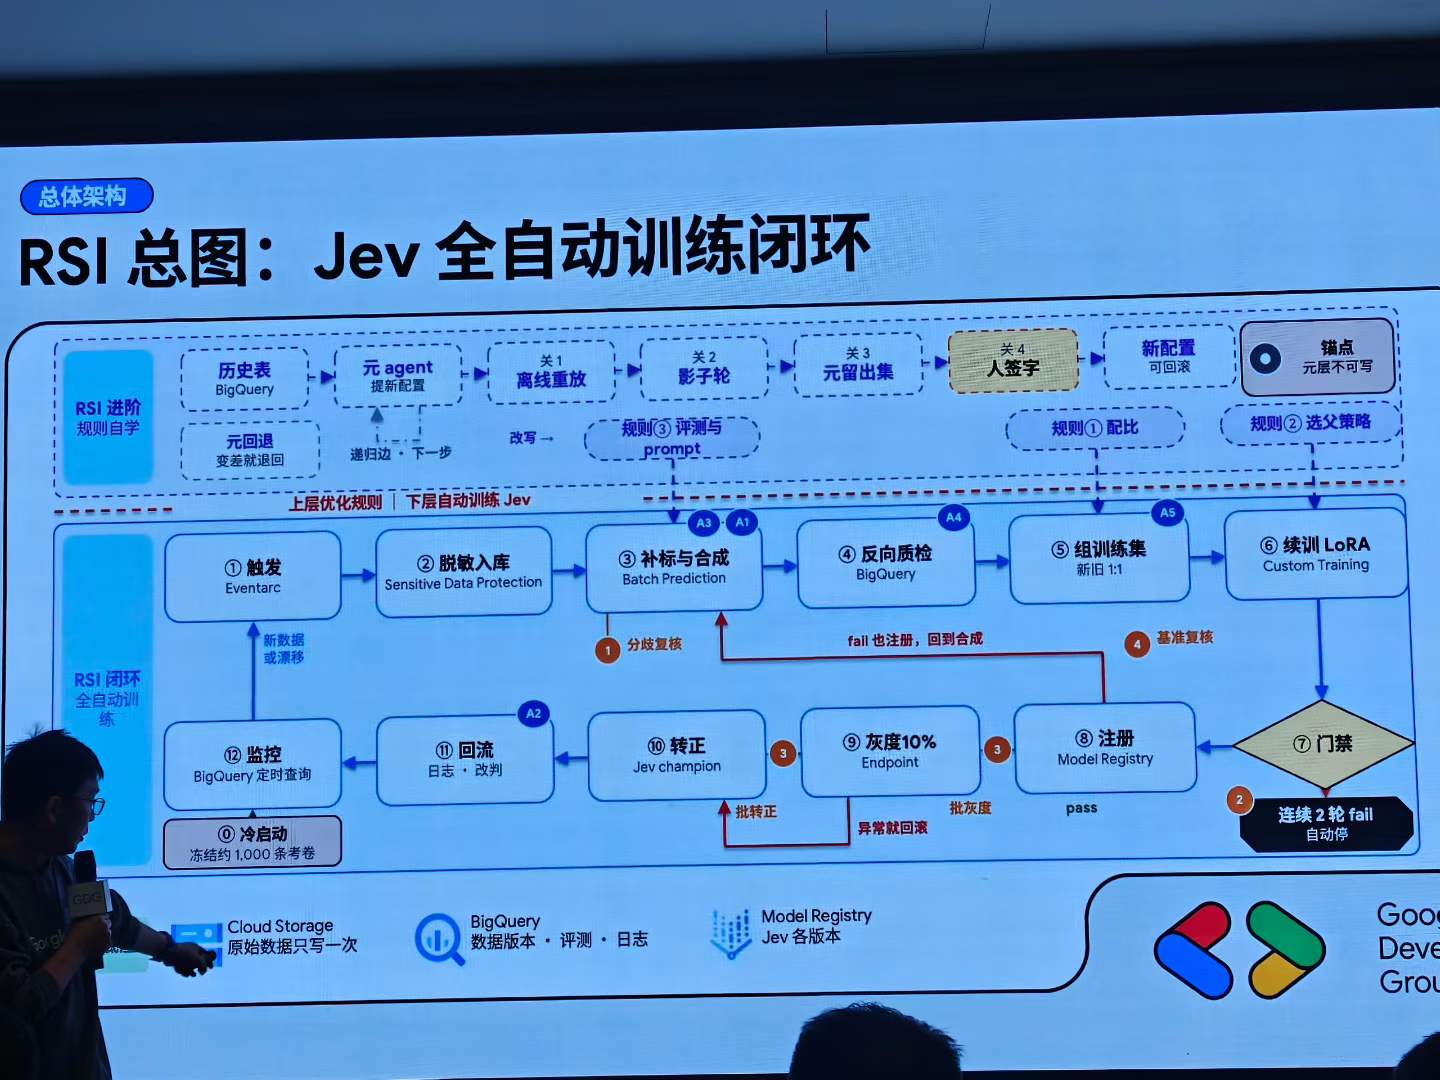 总体架构
RSI 总图：Jev 全自动训练闭环
RSI 进阶
规则自学
历史表
BigQuery
元 agent
提新配置
关 1
离线重放
关 2
影子轮
关 3
元留出集
关 4
人签字
新配置
可回滚
锚点
元层不可写
元回退
变差就退回
递归边 · 下一步
改写→
规则③ 评测与
prompt
规则① 配比
规则② 选父策略
上层优化规则 | 下层自动训练 Jev
RSI 闭环
全自动训
练
① 触发
Eventarc
② 脱敏入库
Sensitive Data Protection
A3
A1
③ 补标与合成
Batch Prediction
A4
④ 反向质检
BigQuery
A5
⑤ 组训练集
新旧 1:1
⑥ 续训 LoRA
Custom Training
新数据
或漂移
1 分歧复核
fail 也注册，回到合成
4 基准复核
⑫ 监控
BigQuery 定时查询
A2
⑪ 回流
日志 · 改判
⑩ 转正
Jev champion
3
⑨ 灰度10%
Endpoint
3
⑧ 注册
Model Registry
⑦ 门禁
批转正
异常就回滚
批灰度
pass
2
连续 2 轮 fail
自动停
⓪ 冷启动
冻结约 1,000 条考卷
Cloud Storage
原始数据只写一次
BigQuery
数据版本 · 评测 · 日志
Model Registry
Jev 各版本
GDG